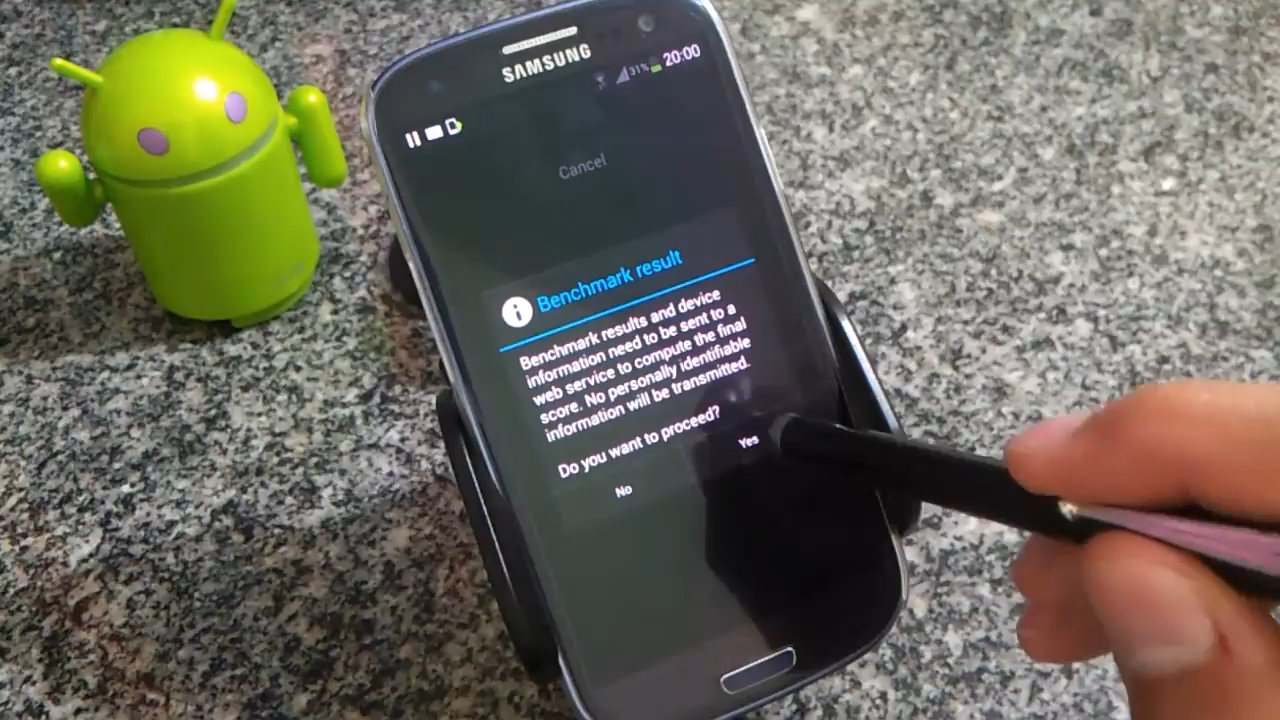 SAMSUNG
31% 20:00
Cancel
Benchmark result
Benchmark results and device
information need to be sent to a
web service to compute the final
score. No personally identifiable
information will be transmitted.
Do you want to proceed?
No
Yes